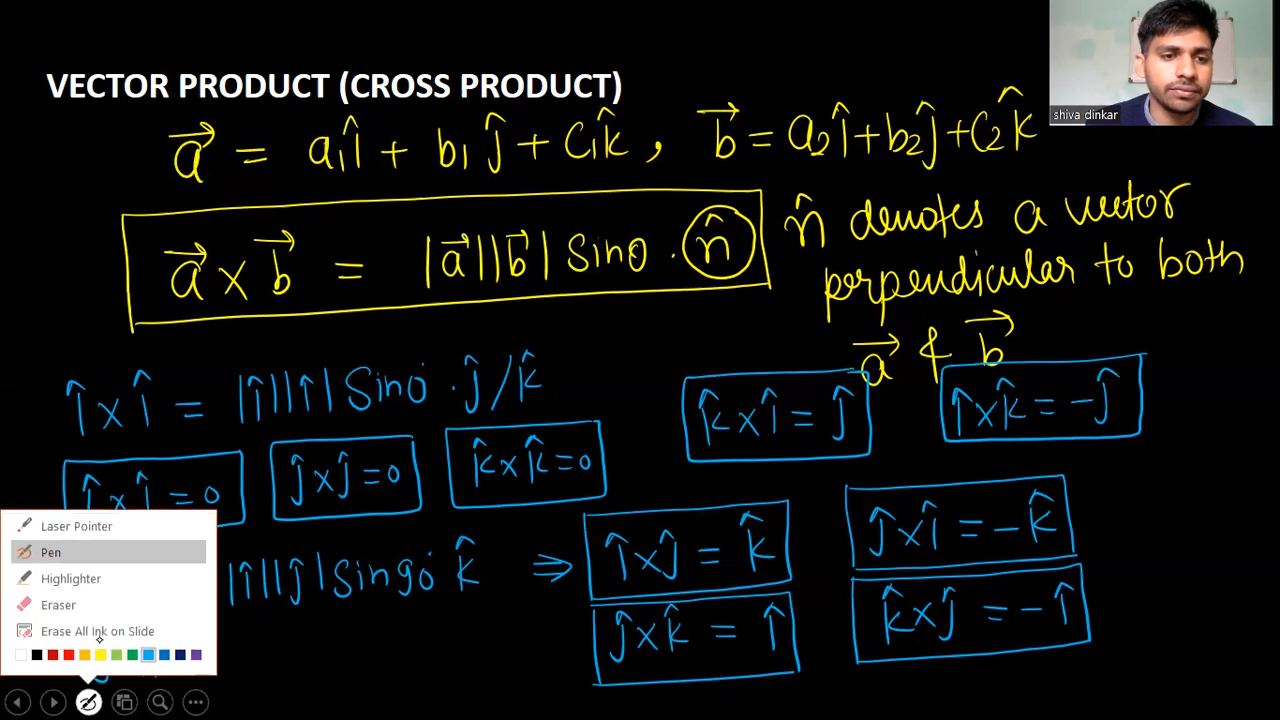 shiva dinkar
VECTOR PRODUCT (CROSS PRODUCT)
a⃗ = a₁î + b₁ĵ + c₁k̂ , b⃗ = a₂î + b₂ĵ + c₂k̂
a⃗ × b⃗ = |a⃗||b⃗| Sinθ . n̂
n̂ denotes a vector
perpendicular to both
a⃗ & b⃗
î × î = |î||î| Sin0° . ĵ / k̂
k̂ × î = ĵ
î × k̂ = -ĵ
î × î = 0
ĵ × ĵ = 0
k̂ × k̂ = 0
|î||ĵ| Sin90° k̂ ⇒ î × ĵ = k̂
ĵ × î = -k̂
ĵ × k̂ = î
k̂ × ĵ = -î
Laser Pointer
Pen
Highlighter
Eraser
Erase All Ink on Slide